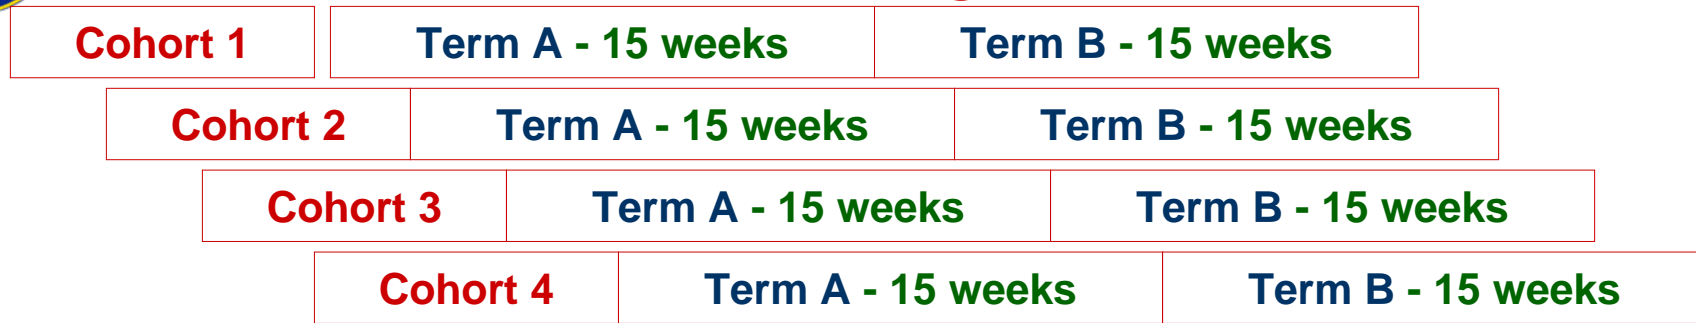 Cohort 1 Term A - 15 weeks Term B - 15 weeks
Cohort 2 Term A - 15 weeks Term B - 15 weeks
Cohort 3 Term A - 15 weeks Term B - 15 weeks
Cohort 4 Term A - 15 weeks Term B - 15 weeks